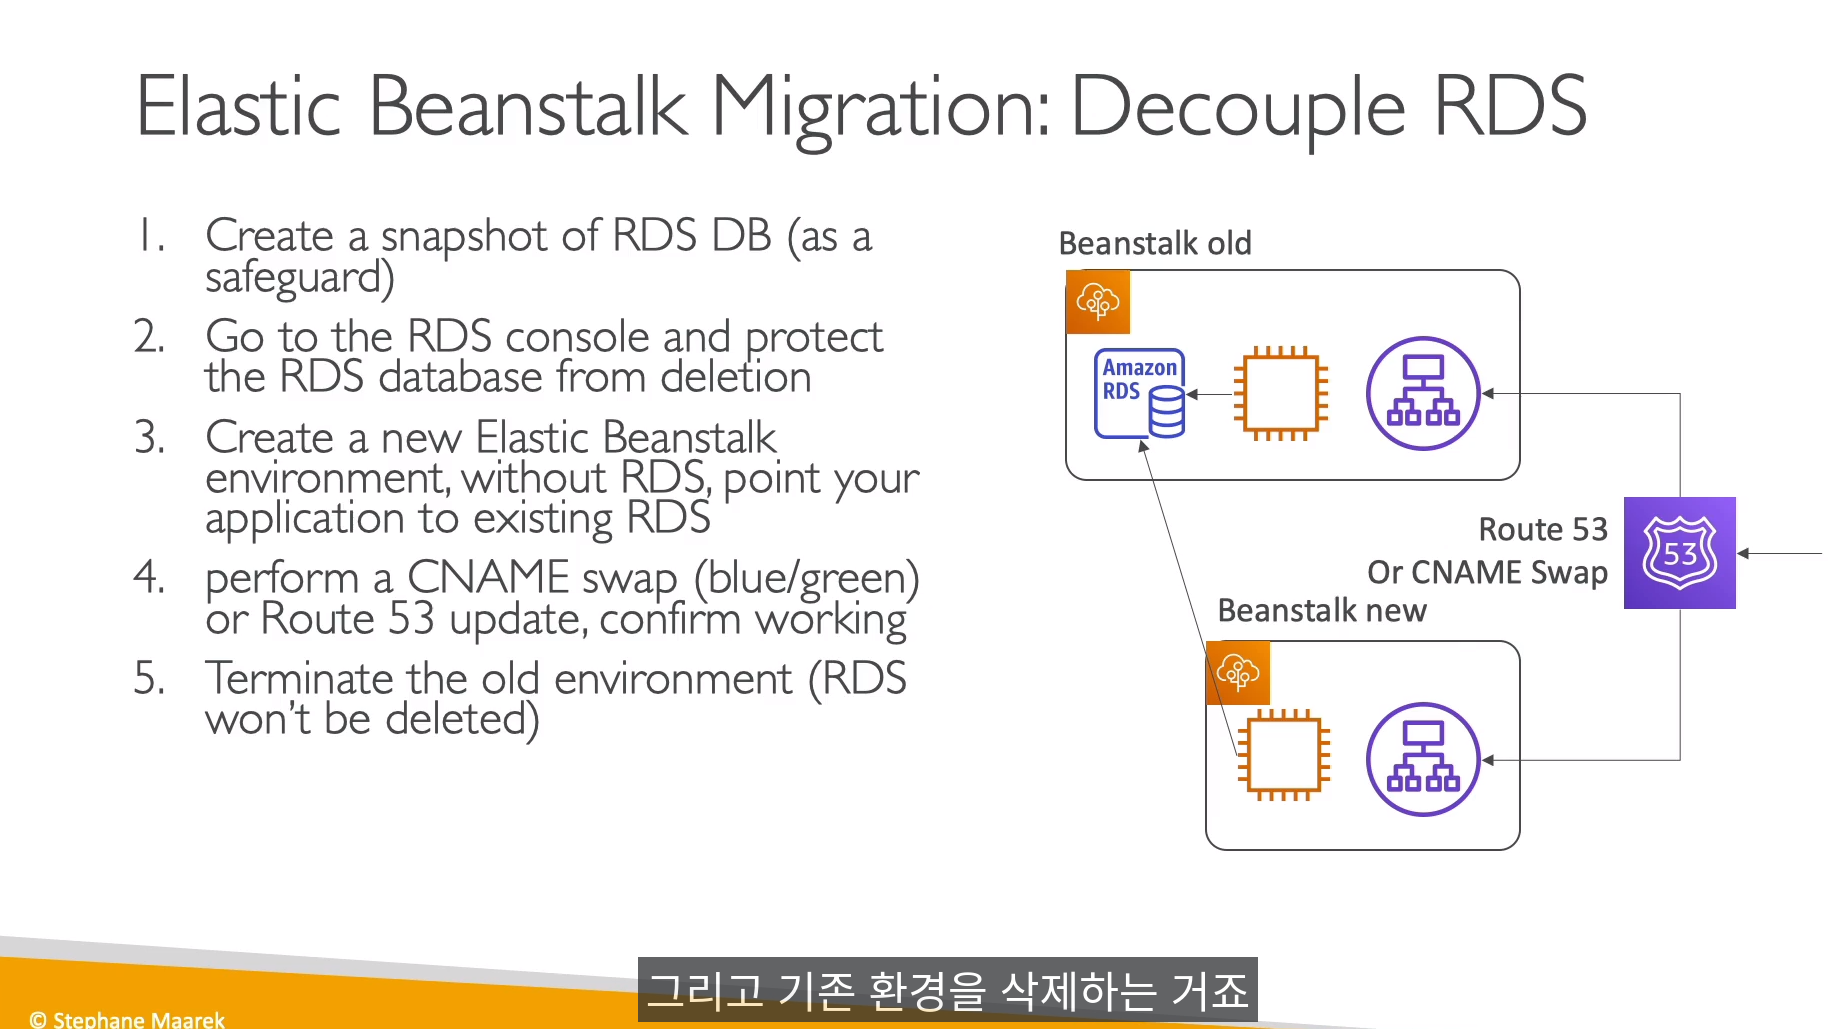 Elastic Beanstalk Migration: Decouple RDS
1. Create a snapshot of RDS DB (as a
safeguard)
2. Go to the RDS console and protect
the RDS database from deletion
3. Create a new Elastic Beanstalk
environment, without RDS, point your
application to existing RDS
4. perform a CNAME swap (blue/green)
or Route 53 update, confirm working
5. Terminate the old environment (RDS
won't be deleted)
Beanstalk old
Amazon
RDS
Route 53
Or CNAME Swap
53
Beanstalk new
그리고 기존 환경을 삭제하는 거죠
© Stephane Maarek